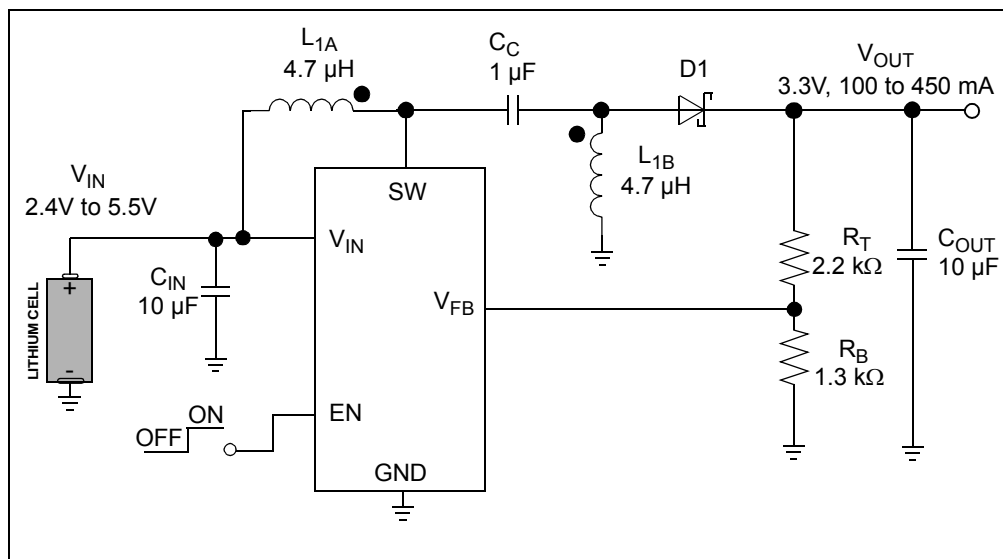 L1A
4.7 µH
CC
1 µF
D1
VOUT
3.3V, 100 to 450 mA
L1B
4.7 µH
VIN
2.4V to 5.5V
SW
VIN
CIN
10 µF
LITHIUM CELL
+
-
VFB
RT
2.2 kΩ
COUT
10 µF
RB
1.3 kΩ
ON
OFF
EN
GND